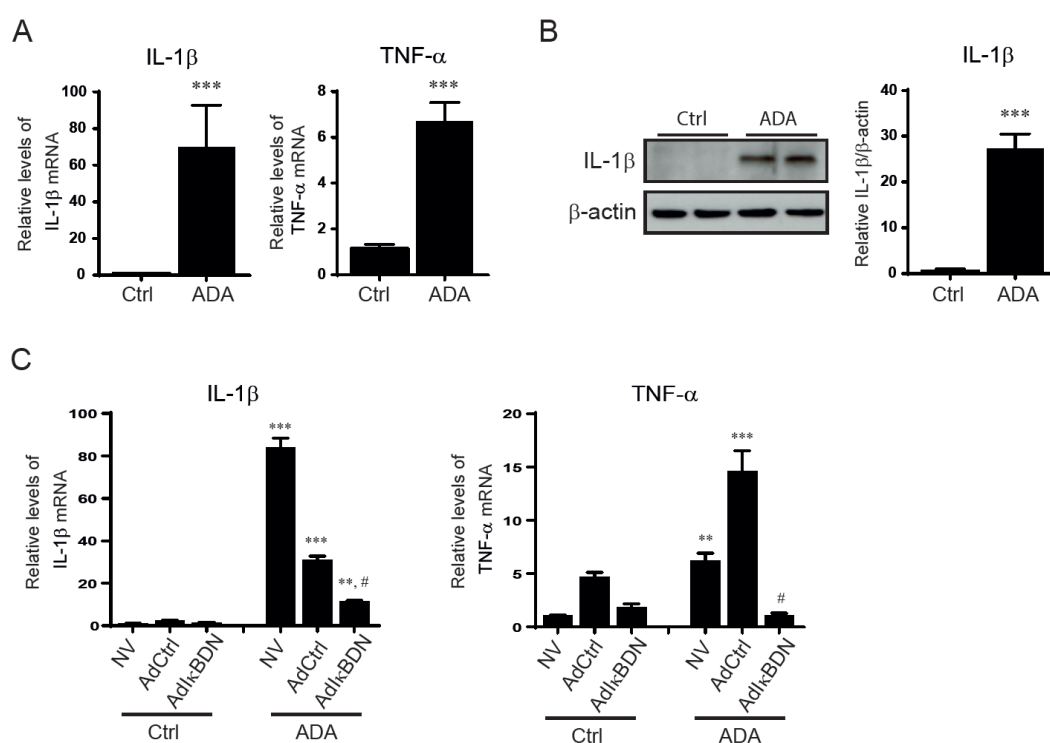 A
IL-1β
Relative levels of
IL-1β mRNA
100
80
60
40
20
0
***
Ctrl
ADA
TNF-α
Relative levels of
TNF-α mRNA
8
6
4
2
0
***
Ctrl
ADA
B
Ctrl
ADA
IL-1β
β-actin
IL-1β
Relative IL-1β/β-actin
40
30
20
10
0
***
Ctrl
ADA
C
IL-1β
Relative levels of
IL-1β mRNA
100
80
60
40
20
0
***
***
**, #
NV
AdCtrl
AdIκBDN
NV
AdCtrl
AdIκBDN
Ctrl
ADA
TNF-α
Relative levels of
TNF-α mRNA
20
15
10
5
0
**
***
#
NV
AdCtrl
AdIκBDN
NV
AdCtrl
AdIκBDN
Ctrl
ADA